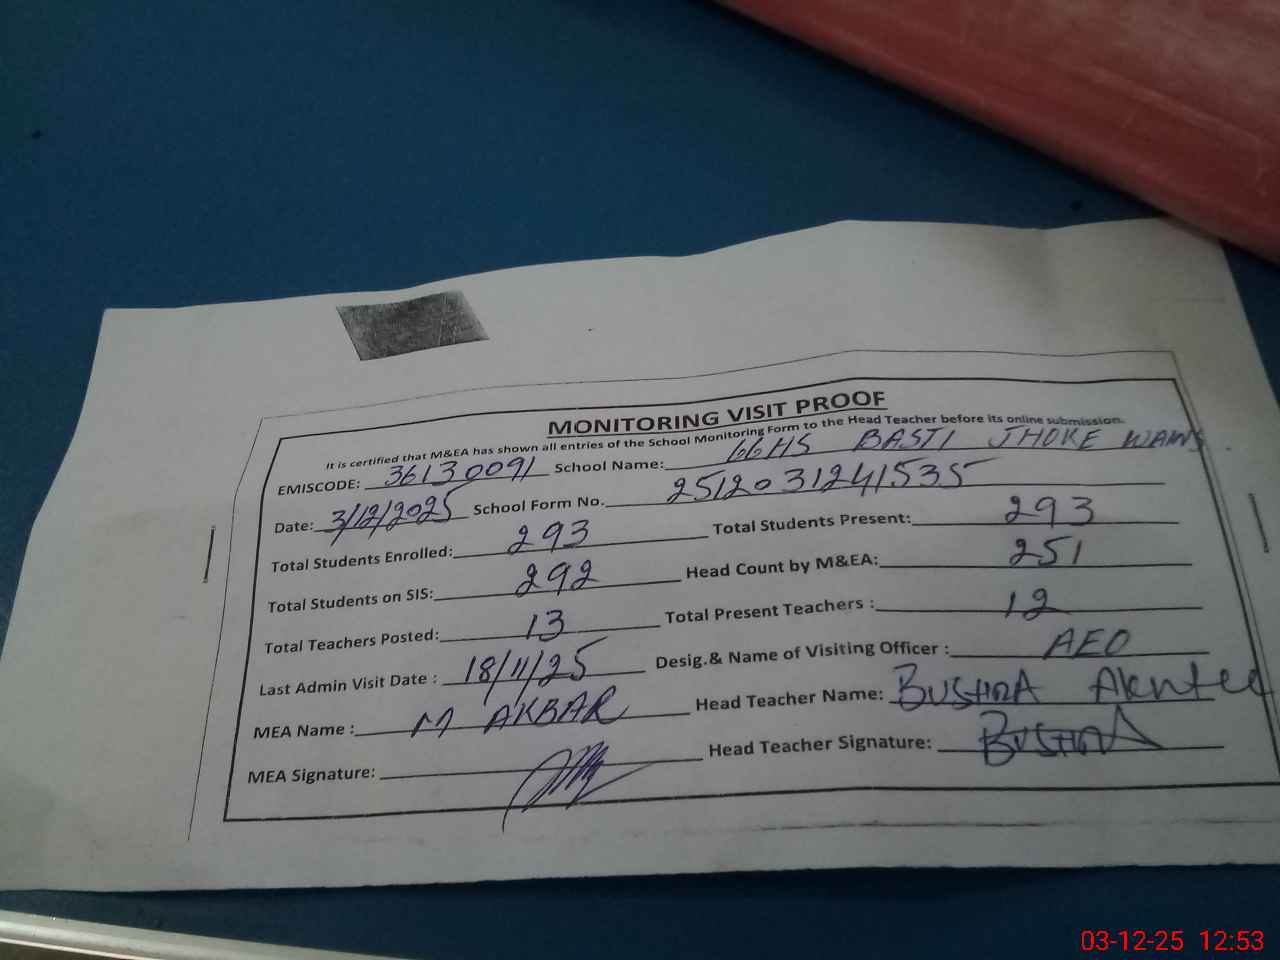 MONITORING VISIT PROOF
It is certified that M&EA has shown all entries of the School Monitoring Form to the Head Teacher before its online submission.
EMISCODE: 36130091 School Name: GGHS BASTI JHOKE
Date: 3/12/2025 School Form No. 2512031241535
Total Students Enrolled: 293 Total Students Present: 293
Total Students on SIS: 292 Head Count by M&EA: 251
Total Teachers Posted: 13 Total Present Teachers : 12
Last Admin Visit Date : 18/11/25 Desig.& Name of Visiting Officer : AEO
MEA Name : M AKBAR Head Teacher Name: BUSHRA
MEA Signature: Head Teacher Signature: BUSHRA
03-12-25 12:53